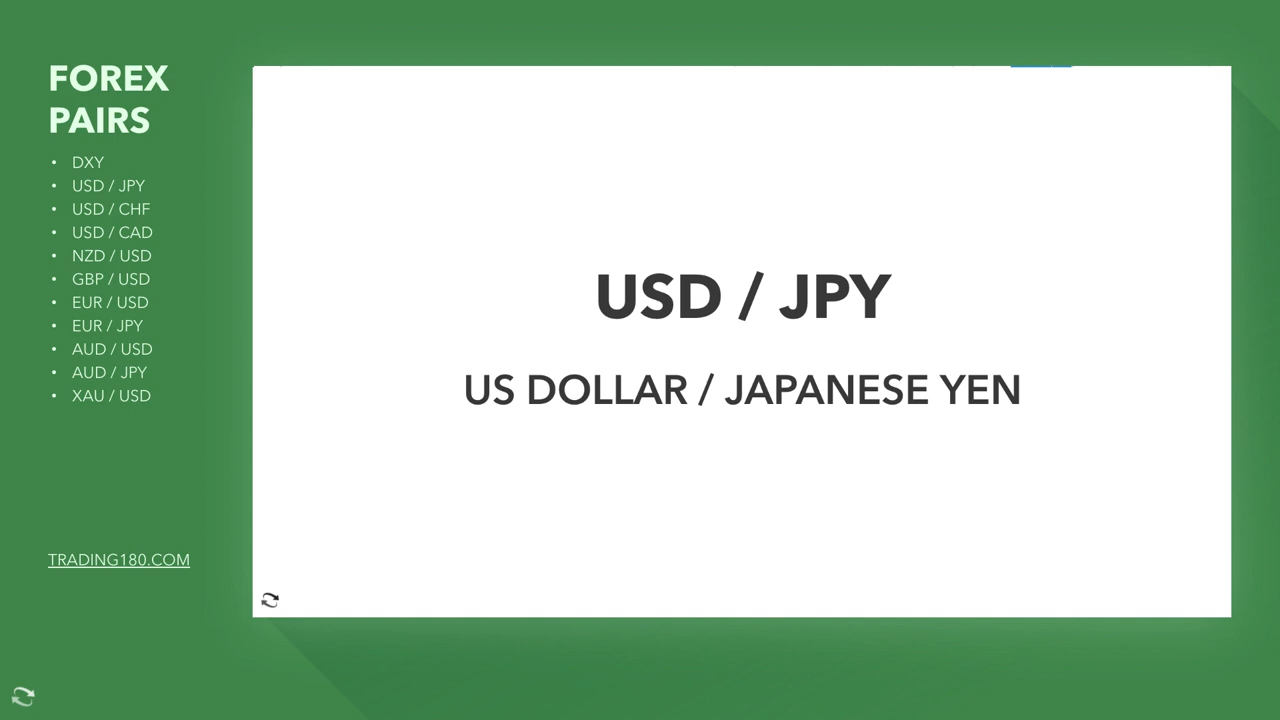 FOREX
PAIRS
• DXY
• USD / JPY
• USD / CHF
• USD / CAD
• NZD / USD
• GBP / USD
• EUR / USD
• EUR / JPY
• AUD / USD
• AUD / JPY
• XAU / USD
TRADING180.COM
USD / JPY
US DOLLAR / JAPANESE YEN